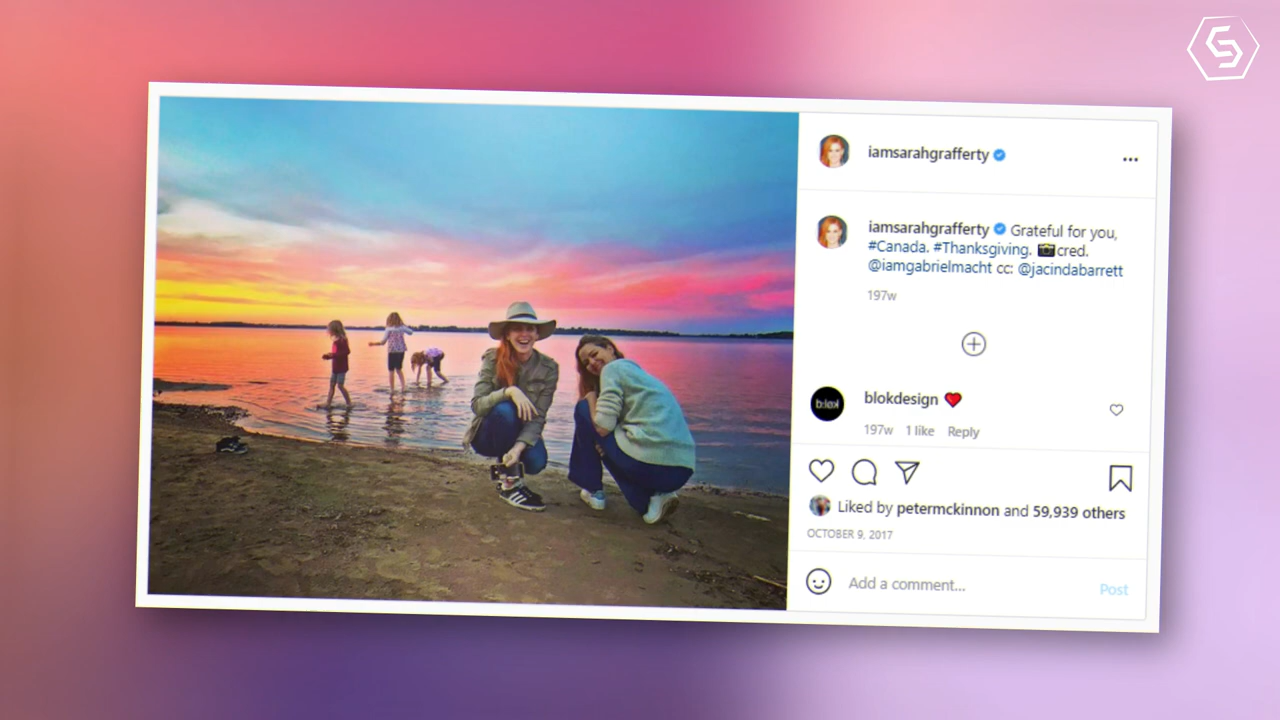 iamsarahgrafferty
iamsarahgrafferty Grateful for you,
#Canada. #Thanksgiving. 📸cred.
@iamgabrielmacht cc: @jacindabarrett
197w
b:løk
blokdesign ❤️
197w 1 like Reply
Liked by petermckinnon and 59,939 others
OCTOBER 9, 2017
Add a comment... Post